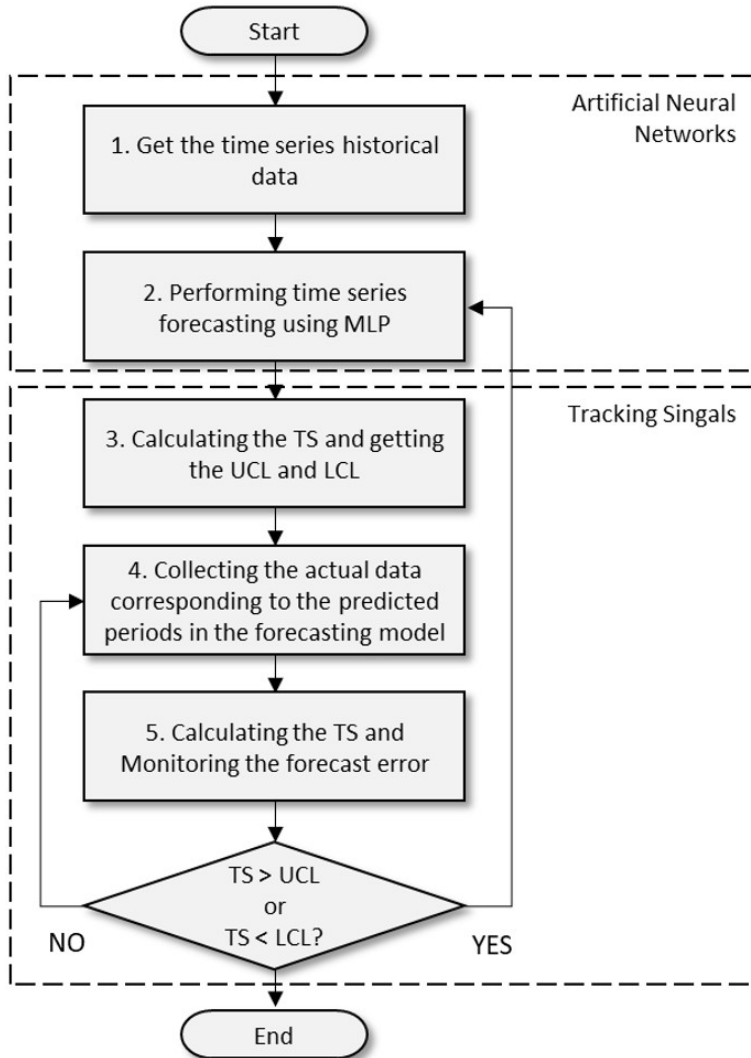 Start
Artificial Neural
Networks
1. Get the time series historical
data
2. Performing time series
forecasting using MLP
Tracking Singals
3. Calculating the TS and getting
the UCL and LCL
4. Collecting the actual data
corresponding to the predicted
periods in the forecasting model
5. Calculating the TS and
Monitoring the forecast error
TS > UCL
or
TS < LCL?
NO
YES
End